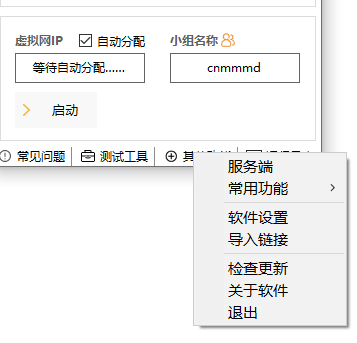 虚拟网IP 自动分配 小组名称
等待自动分配...... cnmmmd
启动
常见问题 测试工具
服务端
常用功能
软件设置
导入链接
检查更新
关于软件
退出